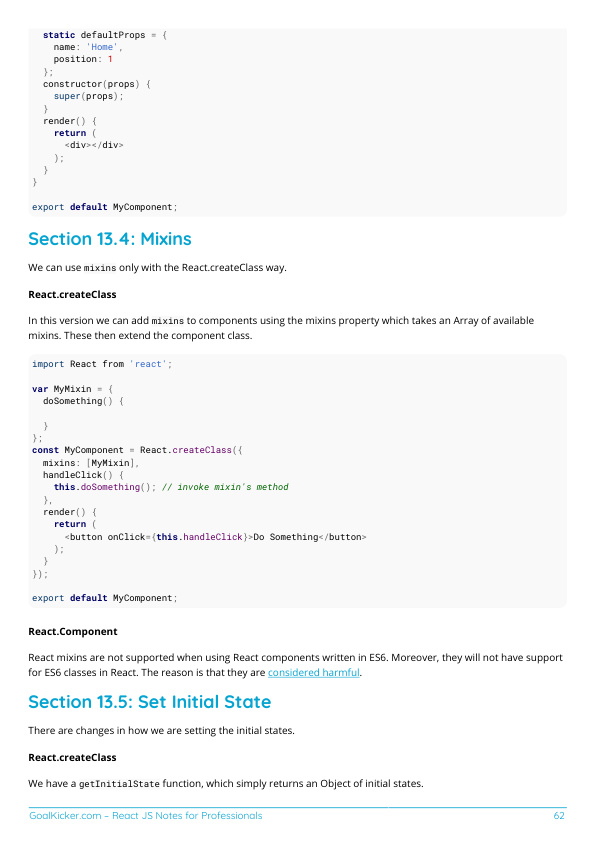 static defaultProps = {
    name: 'Home',
    position: 1
  };
  constructor(props) {
    super(props);
  }
  render() {
    return (
      <div></div>
    );
  }
}

export default MyComponent;
Section 13.4: Mixins
We can use mixins only with the React.createClass way.
React.createClass
In this version we can add mixins to components using the mixins property which takes an Array of available
mixins. These then extend the component class.
import React from 'react';

var MyMixin = {
  doSomething() {

  }
};
const MyComponent = React.createClass({
  mixins: [MyMixin],
  handleClick() {
    this.doSomething(); // invoke mixin's method
  },
  render() {
    return (
      <button onClick={this.handleClick}>Do Something</button>
    );
  }
});

export default MyComponent;
React.Component
React mixins are not supported when using React components written in ES6. Moreover, they will not have support
for ES6 classes in React. The reason is that they are considered harmful.
Section 13.5: Set Initial State
There are changes in how we are setting the initial states.
React.createClass
We have a getInitialState function, which simply returns an Object of initial states.
GoalKicker.com – React JS Notes for Professionals 62